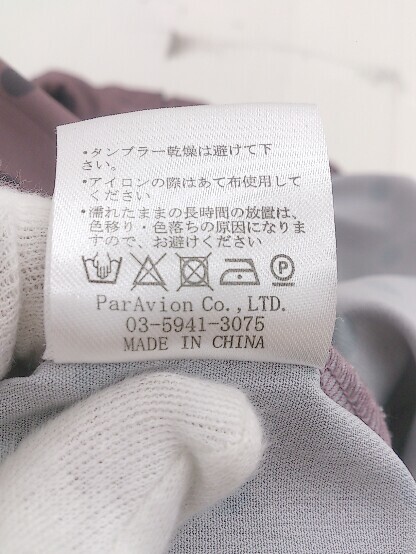 ・タンブラー乾燥は避けて下
さい。
・アイロンの際はあて布使用して
ください
・濡れたままの長時間の放置は、
色移り・色落ちの原因になりま
すので、お避けください
P
ParAvion Co.,LTD.
03-5941-3075
MADE IN CHINA